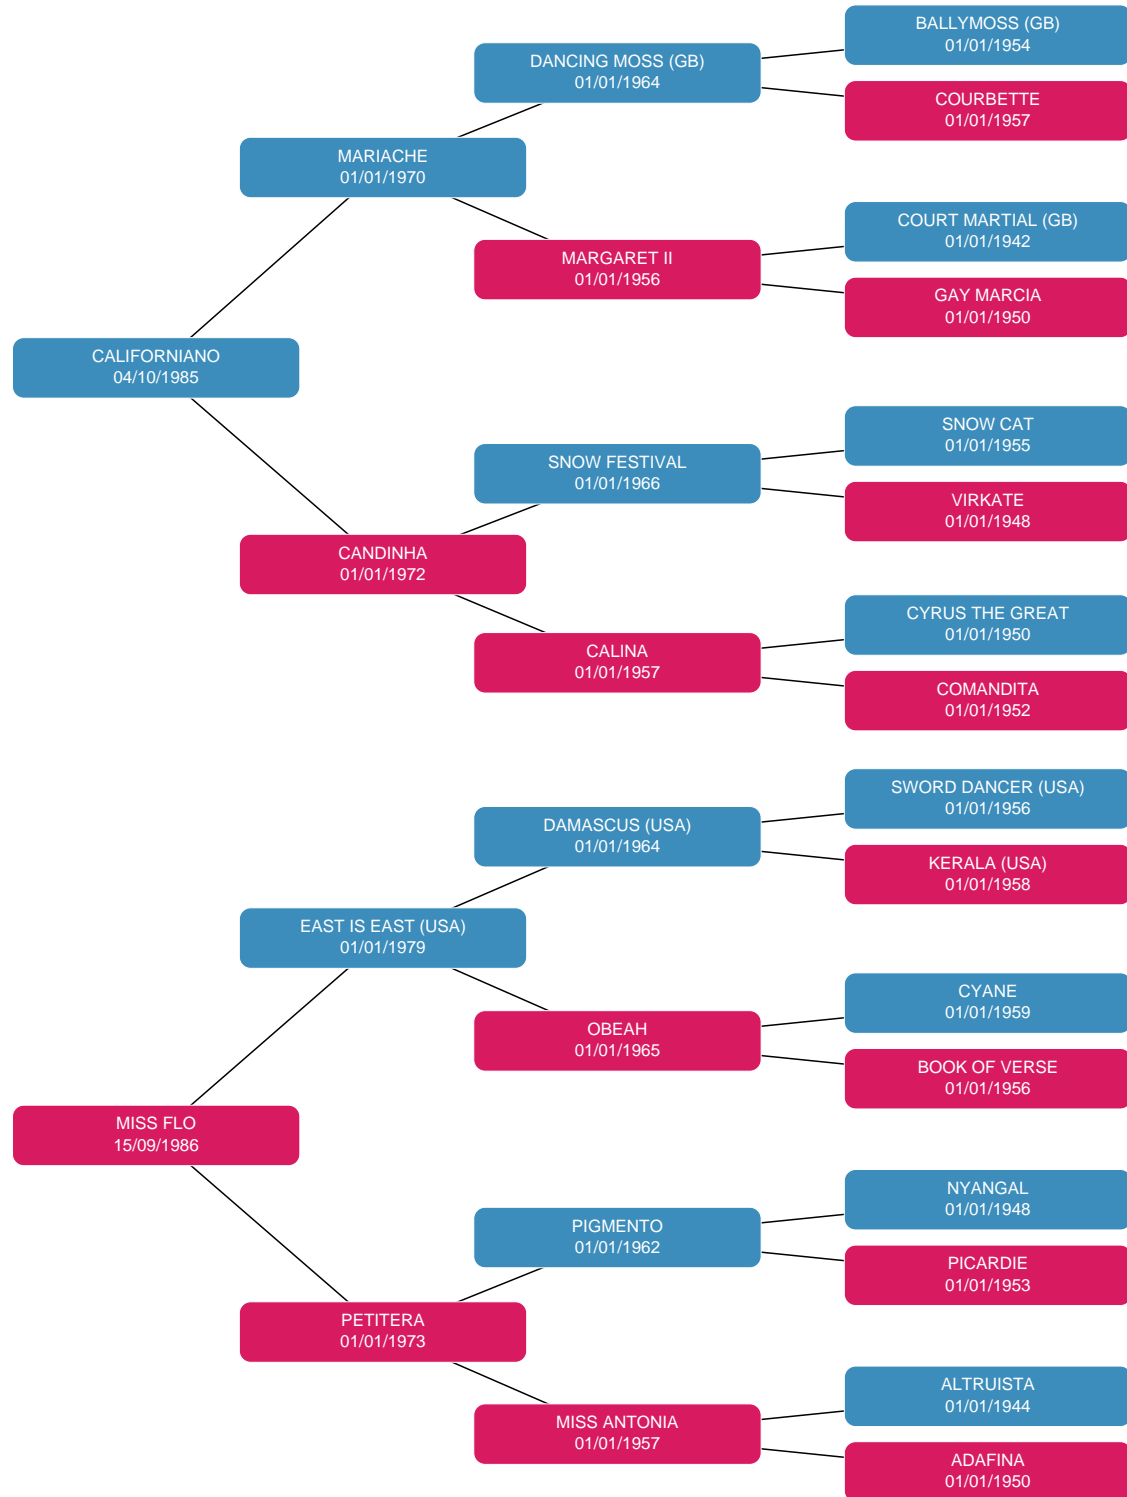 BALLYMOSS (GB)
01/01/1954
DANCING MOSS (GB)
01/01/1964
COURBETTE
01/01/1957
MARIACHE
01/01/1970
COURT MARTIAL (GB)
01/01/1942
MARGARET II
01/01/1956
GAY MARCIA
01/01/1950
CALIFORNIANO
04/10/1985
SNOW CAT
01/01/1955
SNOW FESTIVAL
01/01/1966
VIRKATE
01/01/1948
CANDINHA
01/01/1972
CYRUS THE GREAT
01/01/1950
CALINA
01/01/1957
COMANDITA
01/01/1952
SWORD DANCER (USA)
01/01/1956
DAMASCUS (USA)
01/01/1964
KERALA (USA)
01/01/1958
EAST IS EAST (USA)
01/01/1979
CYANE
01/01/1959
OBEAH
01/01/1965
BOOK OF VERSE
01/01/1956
MISS FLO
15/09/1986
NYANGAL
01/01/1948
PIGMENTO
01/01/1962
PICARDIE
01/01/1953
PETITERA
01/01/1973
ALTRUISTA
01/01/1944
MISS ANTONIA
01/01/1957
ADAFINA
01/01/1950